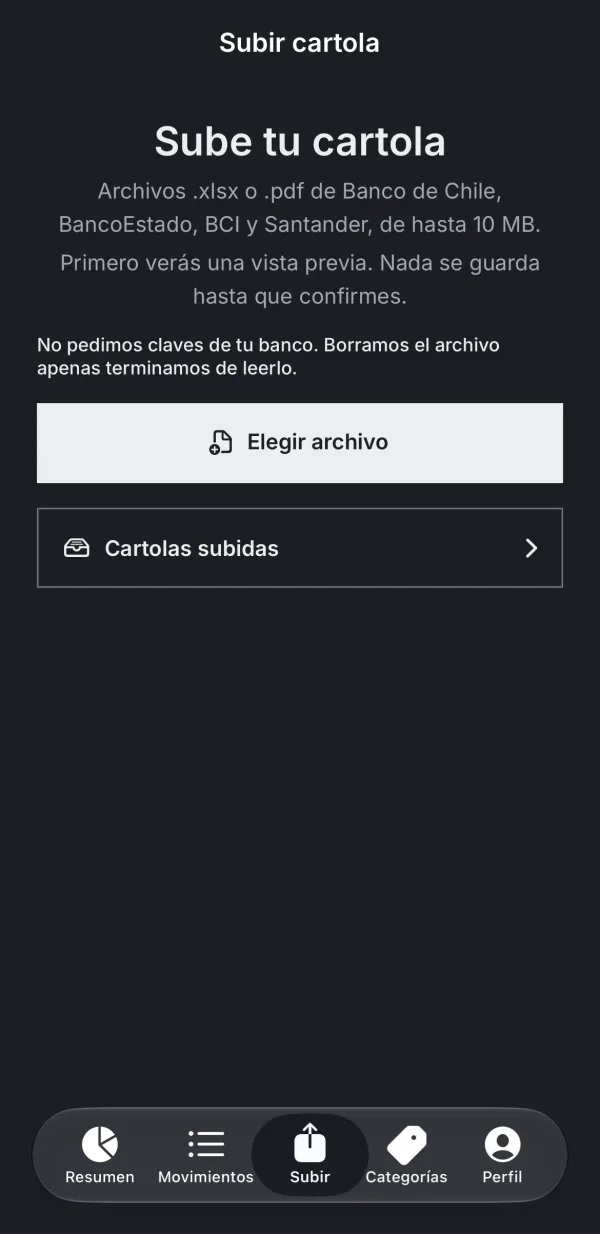 Subir cartola
Sube tu cartola
Archivos .xlsx o .pdf de Banco de Chile,
BancoEstado, BCI y Santander, de hasta 10 MB.
Primero verás una vista previa. Nada se guarda
hasta que confirmes.
No pedimos claves de tu banco. Borramos el archivo
apenas terminamos de leerlo.
Elegir archivo
Cartolas subidas
Resumen
Movimientos
Subir
Categorías
Perfil